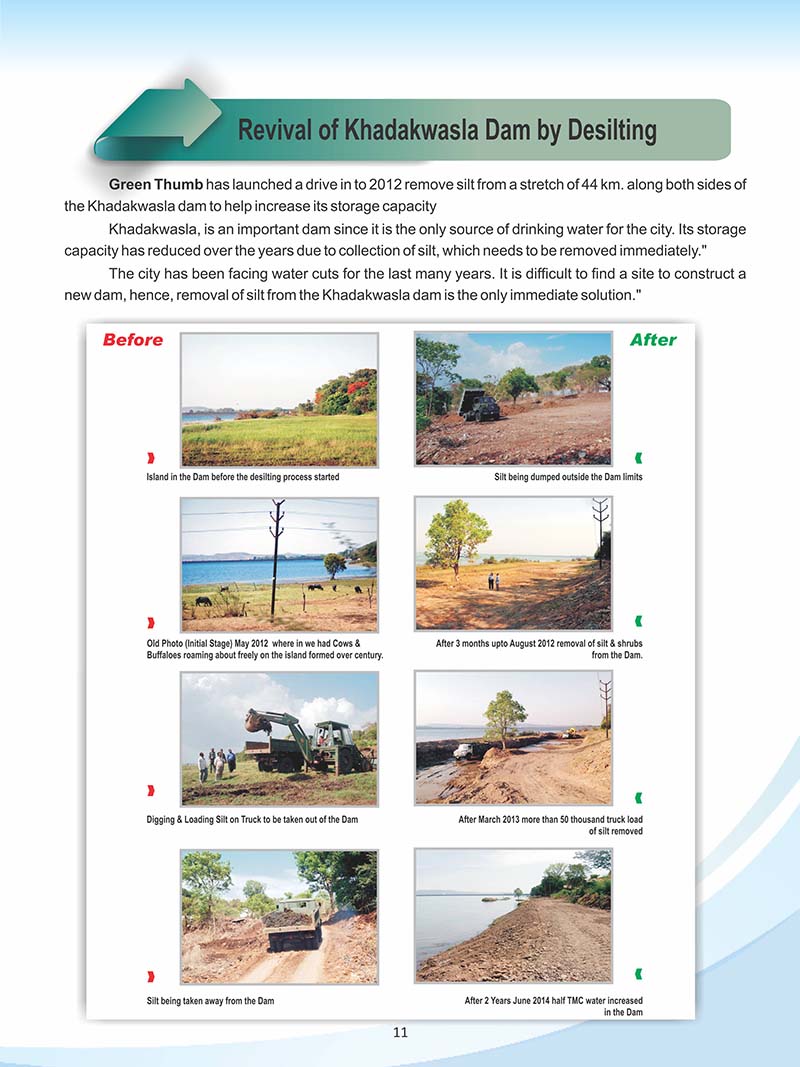 Revival of Khadakwasla Dam by Desilting
Green Thumb has launched a drive in to 2012 remove silt from a stretch of 44 km. along both sides of
the Khadakwasla dam to help increase its storage capacity
Khadakwasla, is an important dam since it is the only source of drinking water for the city. Its storage
capacity has reduced over the years due to collection of silt, which needs to be removed immediately."
The city has been facing water cuts for the last many years. It is difficult to find a site to construct a
new dam, hence, removal of silt from the Khadakwasla dam is the only immediate solution."
Before
After
Island in the Dam before the desilting process started
Silt being dumped outside the Dam limits
Old Photo (Initial Stage) May 2012 where in we had Cows &
Buffaloes roaming about freely on the island formed over century.
After 3 months upto August 2012 removal of silt & shrubs
from the Dam.
Digging & Loading Silt on Truck to be taken out of the Dam
After March 2013 more than 50 thousand truck load
of silt removed
Silt being taken away from the Dam
After 2 Years June 2014 half TMC water increased
in the Dam
11